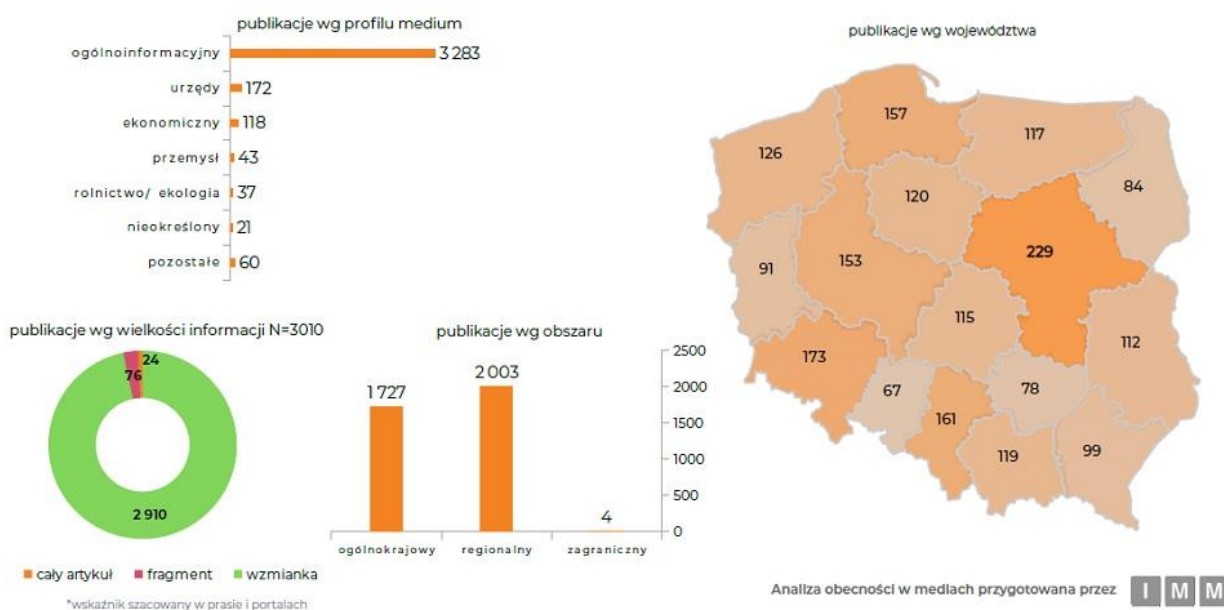 publikacje wg profilu medium
ogólnoinformacyjny 3 283
urzędy 172
ekonomiczny 118
przemysł 43
rolnictwo/ ekologia 37
nieokreślony 21
pozostałe 60
publikacje wg wielkości informacji N=3010
24
76
2 910
cały artykuł fragment wzmianka
*wskaźnik szacowany w prasie i portalach
publikacje wg obszaru
2500
2000
1500
1000
500
0
1 727
2 003
4
ogólnokrajowy regionalny zagraniczny
publikacje wg województwa
157
117
126
84
120
229
91
153
115
112
173
67
78
161
119
99
Analiza obecności w mediach przygotowana przez I M M